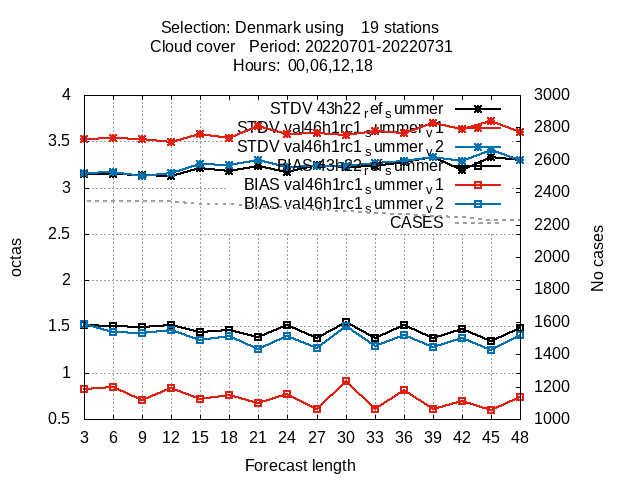 Selection: Denmark using    19 stations
Cloud cover   Period: 20220701-20220731
Hours:  00,06,12,18
4
3.5
3
2.5
2
1.5
1
0.5
octas
3000
2800
2600
2400
2200
2000
1800
1600
1400
1200
1000
No cases
STDV 43h22_ref_summer
STDV val46h1rc1_summer_v1
STDV val46h1rc1_summer_v2
BIAS 43h22_ref_summer
BIAS val46h1rc1_summer_v1
BIAS val46h1rc1_summer_v2
CASES
3 6 9 12 15 18 21 24 27 30 33 36 39 42 45 48
Forecast length